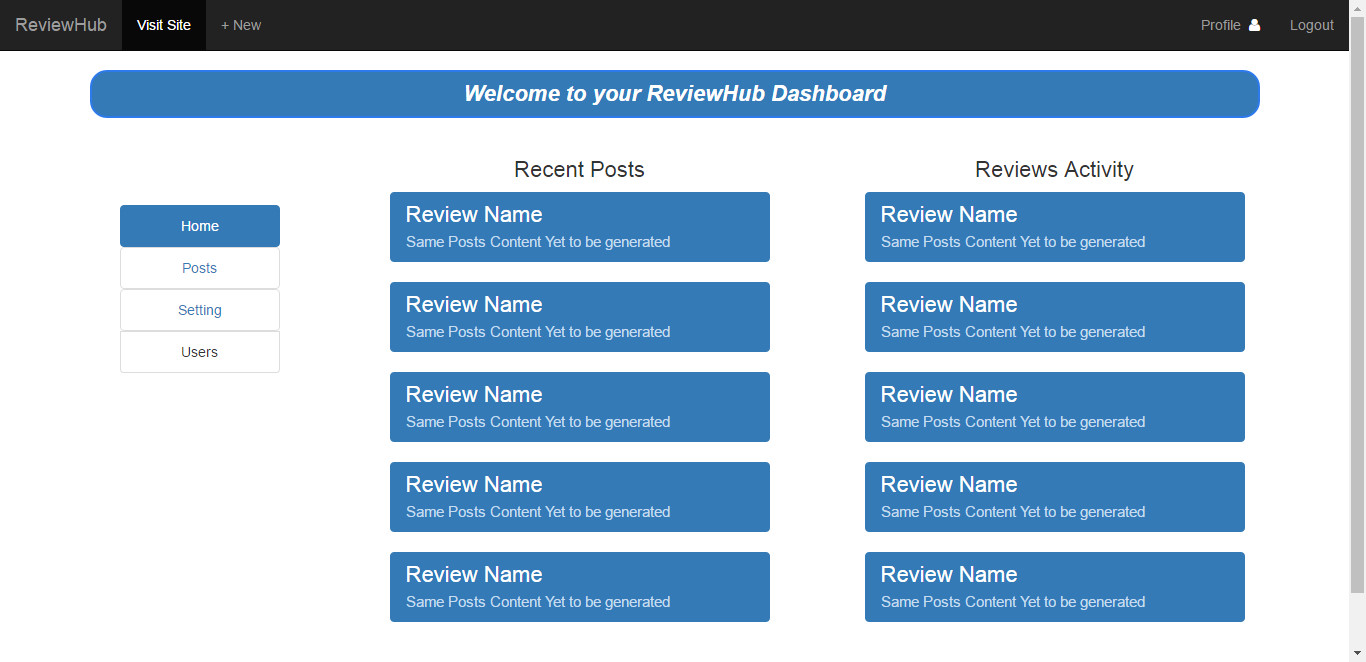 ReviewHub Visit Site + New Profile Logout
Welcome to your ReviewHub Dashboard
Home
Posts
Setting
Users
Recent Posts
Review Name
Same Posts Content Yet to be generated
Review Name
Same Posts Content Yet to be generated
Review Name
Same Posts Content Yet to be generated
Review Name
Same Posts Content Yet to be generated
Review Name
Same Posts Content Yet to be generated
Reviews Activity
Review Name
Same Posts Content Yet to be generated
Review Name
Same Posts Content Yet to be generated
Review Name
Same Posts Content Yet to be generated
Review Name
Same Posts Content Yet to be generated
Review Name
Same Posts Content Yet to be generated